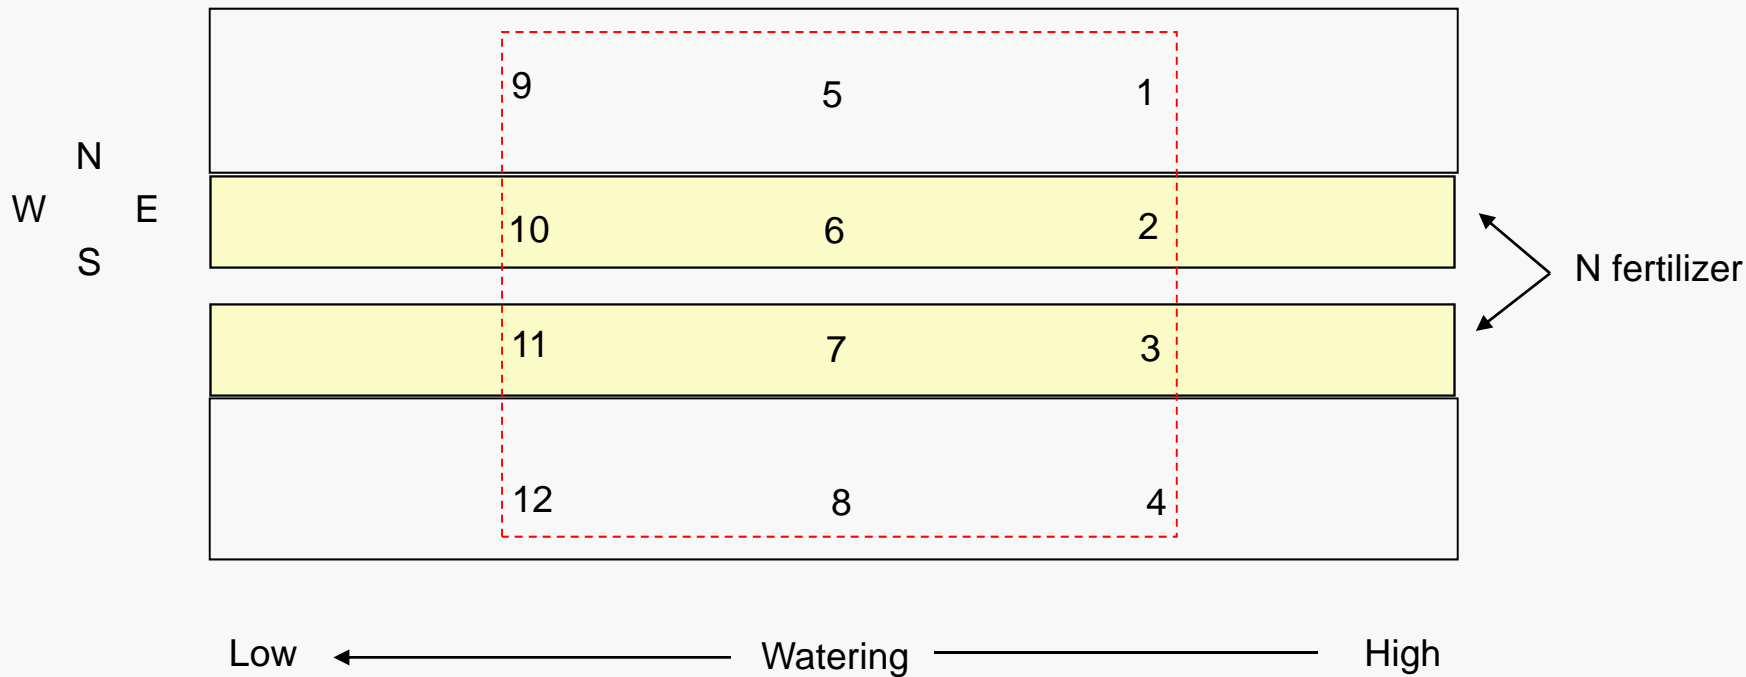 9 5 1
N
W E
S
10 6 2
N fertilizer
11 7 3
12 8 4
Low Watering High